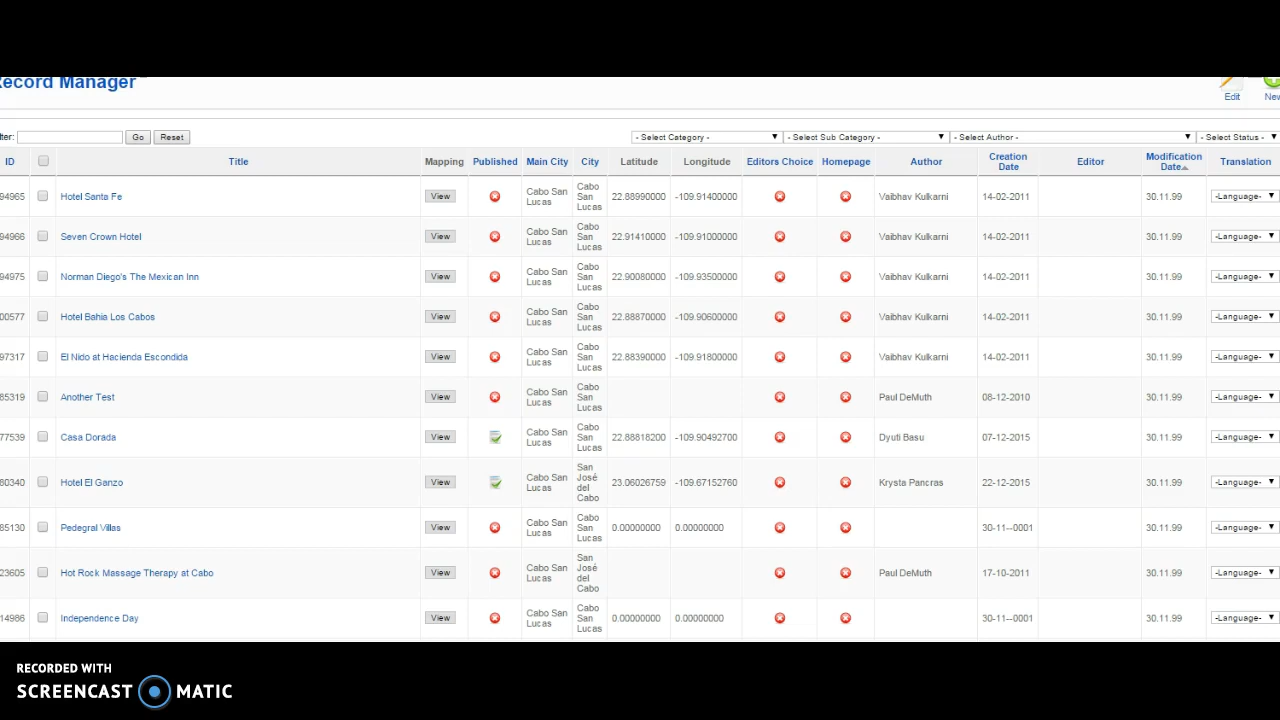 ecord Manager
Edit
New
lter: Go Reset - Select Category - - Select Sub Category - - Select Author - - Select Status -
ID Title Mapping Published Main City City Latitude Longitude Editors Choice Homepage Author Creation Date Editor Modification Date Translation
94965 Hotel Santa Fe View Cabo San Lucas Cabo San Lucas 22.88990000 -109.91400000 Vaibhav Kulkarni 14-02-2011 30.11.99 -Language-
94966 Seven Crown Hotel View Cabo San Lucas Cabo San Lucas 22.91410000 -109.91000000 Vaibhav Kulkarni 14-02-2011 30.11.99 -Language-
94975 Norman Diego's The Mexican Inn View Cabo San Lucas Cabo San Lucas 22.90080000 -109.93500000 Vaibhav Kulkarni 14-02-2011 30.11.99 -Language-
00577 Hotel Bahia Los Cabos View Cabo San Lucas Cabo San Lucas 22.88870000 -109.90600000 Vaibhav Kulkarni 14-02-2011 30.11.99 -Language-
97317 El Nido at Hacienda Escondida View Cabo San Lucas Cabo San Lucas 22.88390000 -109.91800000 Vaibhav Kulkarni 14-02-2011 30.11.99 -Language-
85319 Another Test View Cabo San Lucas Cabo San Lucas Paul DeMuth 08-12-2010 30.11.99 -Language-
77539 Casa Dorada View Cabo San Lucas Cabo San Lucas 22.88818200 -109.90492700 Dyuti Basu 07-12-2015 30.11.99 -Language-
80340 Hotel El Ganzo View Cabo San Lucas San José del Cabo 23.06026759 -109.67152760 Krysta Pancras 22-12-2015 30.11.99 -Language-
85130 Pedegral Villas View Cabo San Lucas Cabo San Lucas 0.00000000 0.00000000 30-11--0001 30.11.99 -Language-
23605 Hot Rock Massage Therapy at Cabo View Cabo San Lucas San José del Cabo Paul DeMuth 17-10-2011 30.11.99 -Language-
14986 Independence Day View Cabo San Lucas Cabo San Lucas 0.00000000 0.00000000 30-11--0001 30.11.99 -Language-
RECORDED WITH
SCREENCAST MATIC